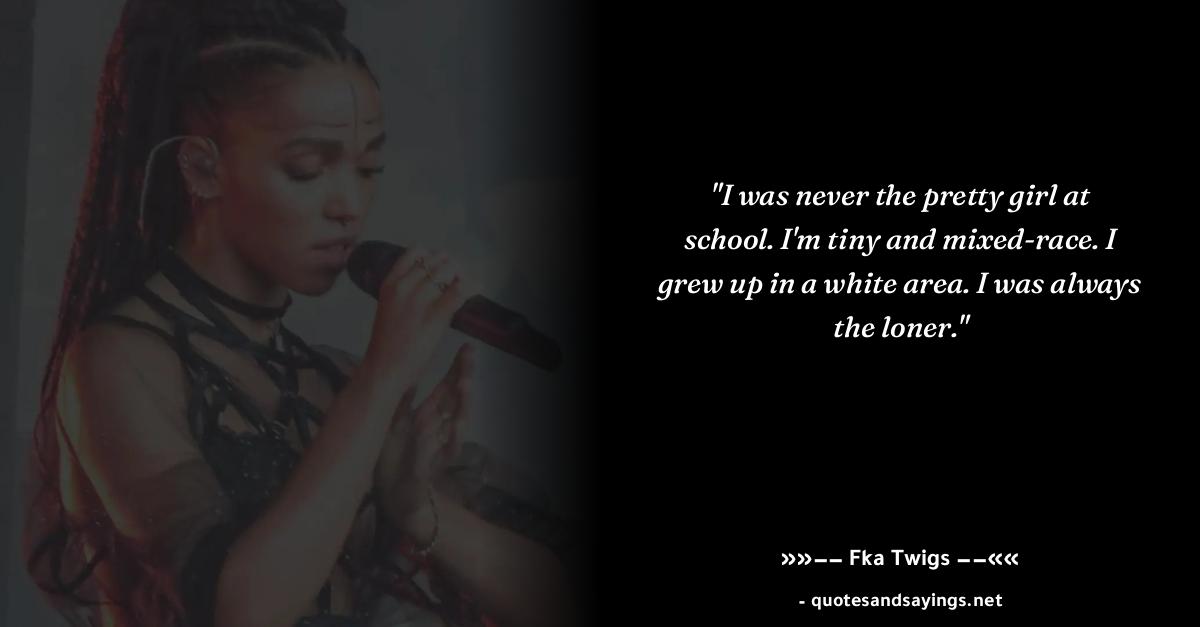 "I was never the pretty girl at
school. I'm tiny and mixed-race. I
grew up in a white area. I was always
the loner."
»»−− Fka Twigs −−««
- quotesandsayings.net